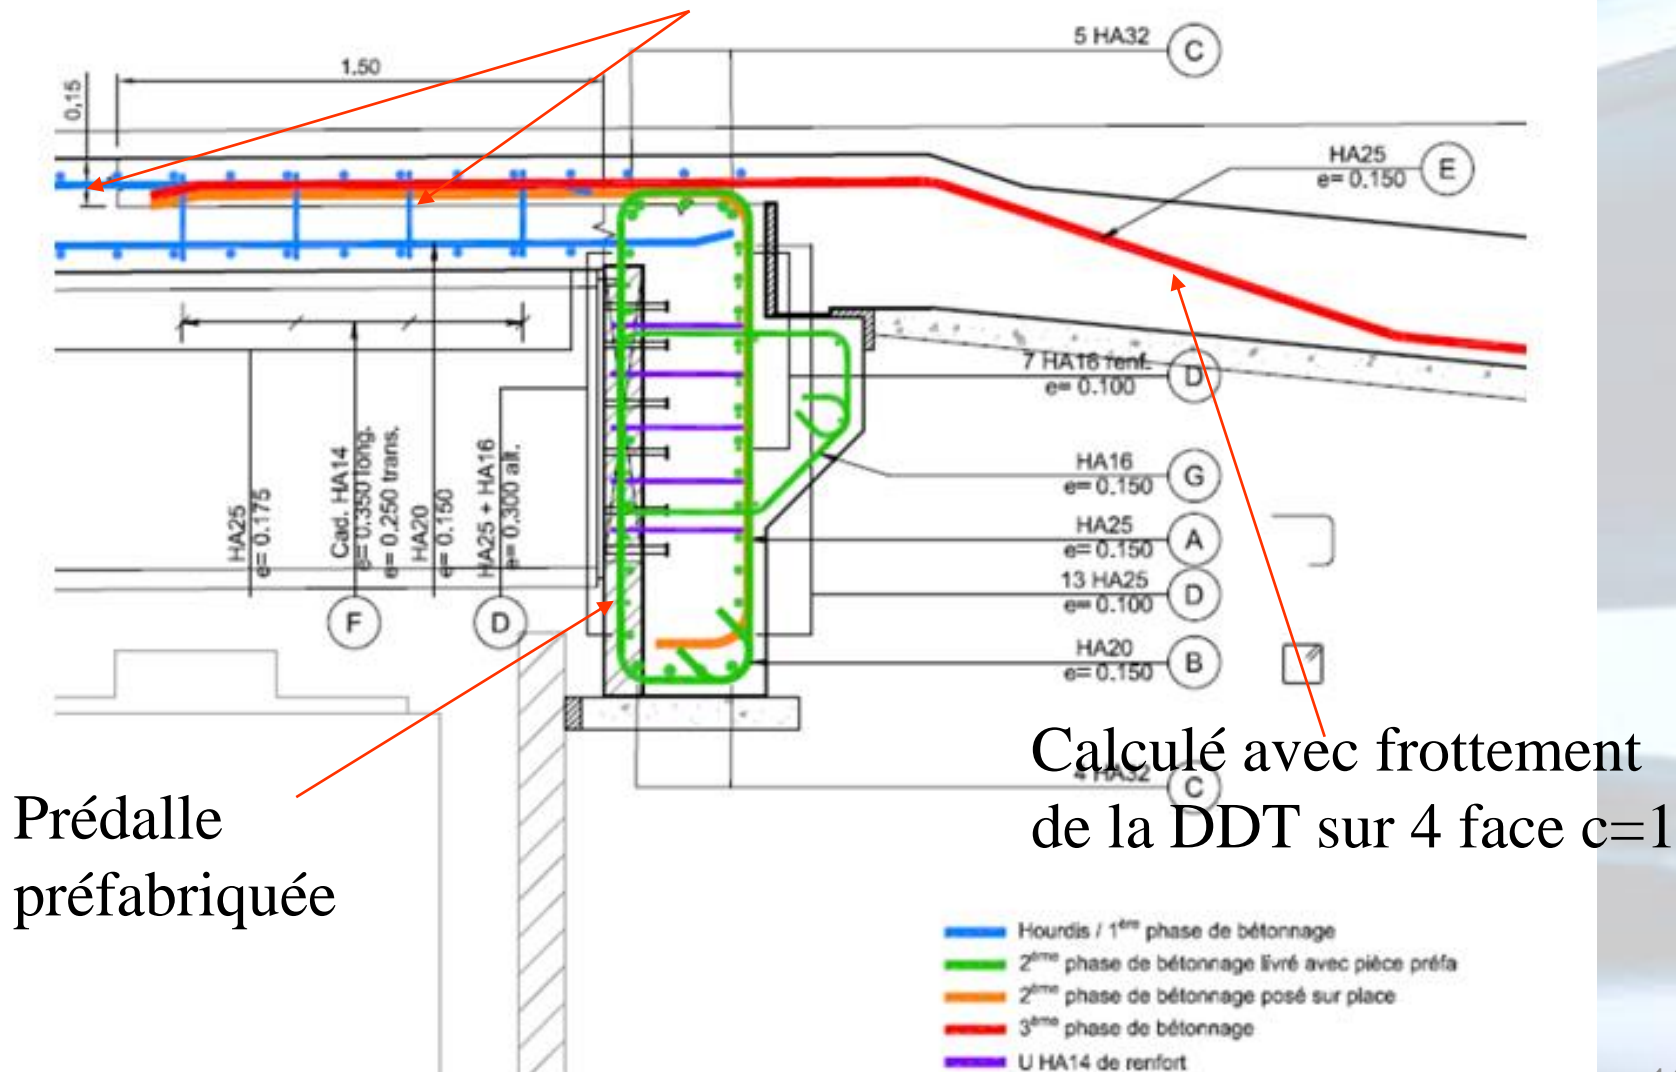 5 HA32
C
1.50
0,15
HA25
e= 0.150
E
7 HA16 renf.
e= 0.100
D
HA16
e= 0.150
G
HA25
e= 0.150
A
13 HA25
e= 0.100
D
HA20
e= 0.150
B
HA25
e= 0.175
Cad. HA14
e= 0.350 long.
e= 0.250 trans.
HA20
e= 0.150
HA25 + HA16
e= 0.300 alt.
F
D
4 HA32
C
Calculé avec frottement
de la DDT sur 4 face c=1
Prédalle
préfabriquée
Hourdis / 1ère phase de bétonnage
2ème phase de bétonnage livré avec pièce préfa
2ème phase de bétonnage posé sur place
3ème phase de bétonnage
U HA14 de renfort